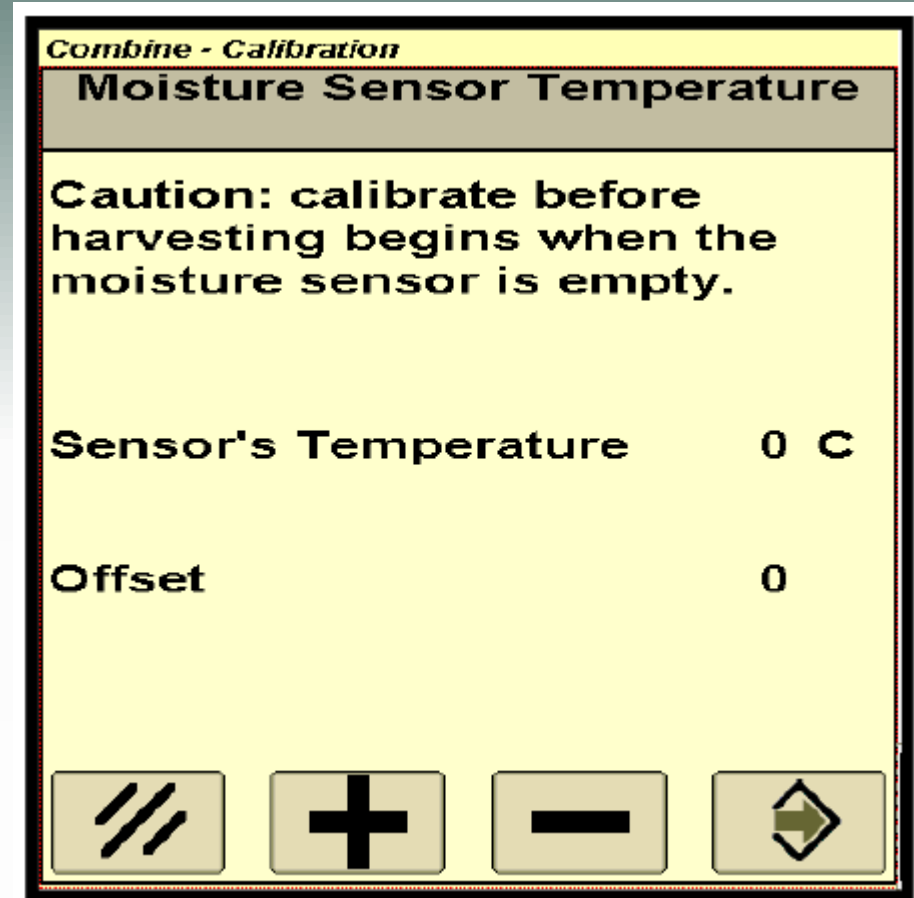 Combine - Calibration
Moisture Sensor Temperature
Caution: calibrate before
harvesting begins when the
moisture sensor is empty.
Sensor's Temperature 0 C
Offset 0